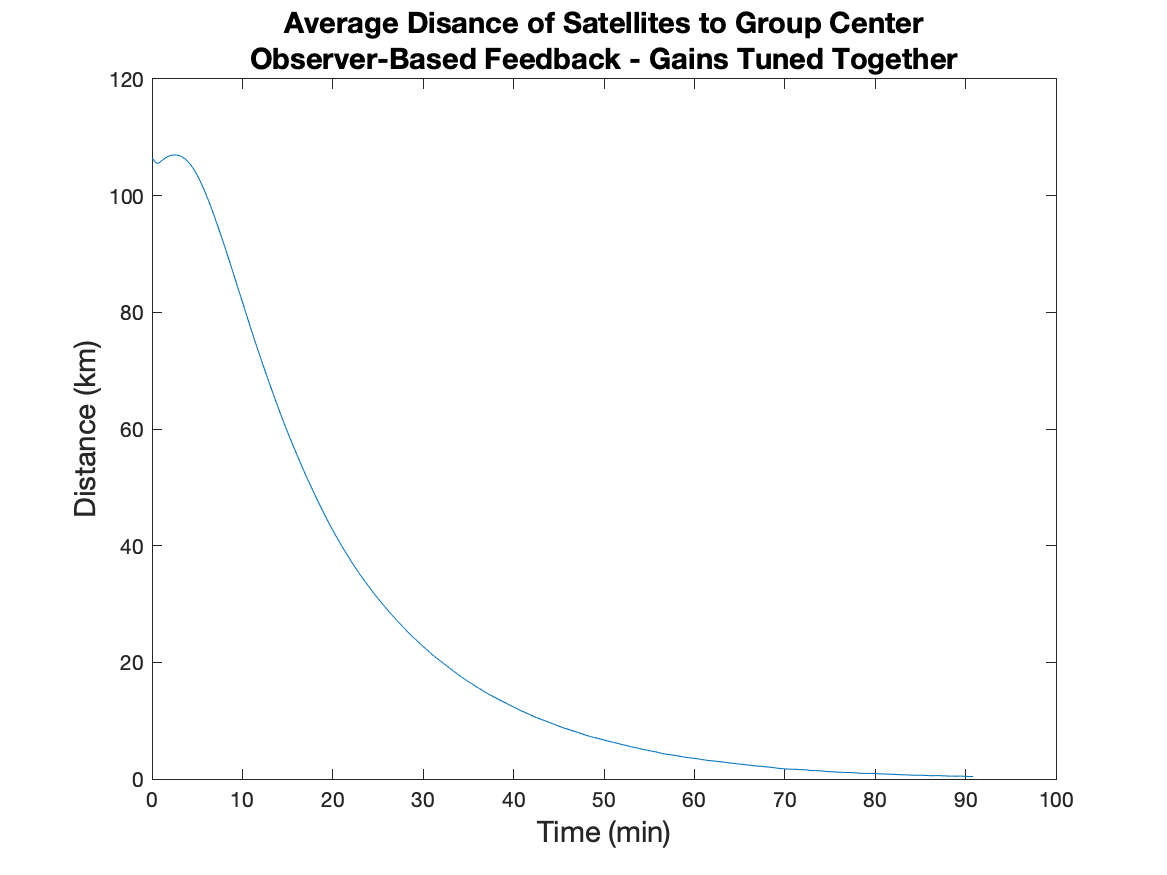 Average Disance of Satellites to Group Center
Observer-Based Feedback - Gains Tuned Together
120
100
80
60
40
20
0
Distance (km)
0 10 20 30 40 50 60 70 80 90 100
Time (min)